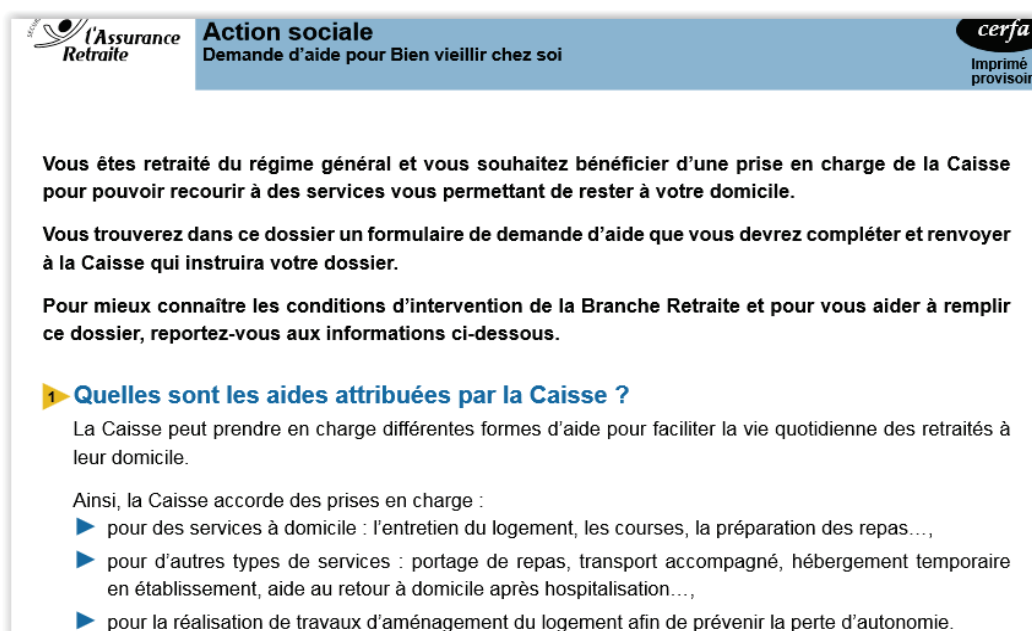 l'Assurance
Retraite
Action sociale
Demande d'aide pour Bien vieillir chez soi
cerfa
Imprimé
Vous êtes retraité du régime général et vous souhaitez bénéficier d'une prise en charge de la Caisse
pour pouvoir recourir à des services vous permettant de rester à votre domicile.
Vous trouverez dans ce dossier un formulaire de demande d'aide que vous devrez compléter et renvoyer
à la Caisse qui instruira votre dossier.
Pour mieux connaître les conditions d'intervention de la Branche Retraite et pour vous aider à remplir
ce dossier, reportez-vous aux informations ci-dessous.
1 Quelles sont les aides attribuées par la Caisse ?
La Caisse peut prendre en charge différentes formes d'aide pour faciliter la vie quotidienne des retraités à
leur domicile.
Ainsi, la Caisse accorde des prises en charge :
pour des services à domicile : l'entretien du logement, les courses, la préparation des repas…,
pour d'autres types de services : portage de repas, transport accompagné, hébergement temporaire
en établissement, aide au retour à domicile après hospitalisation…,
pour la réalisation de travaux d'aménagement du logement afin de prévenir la perte d'autonomie.